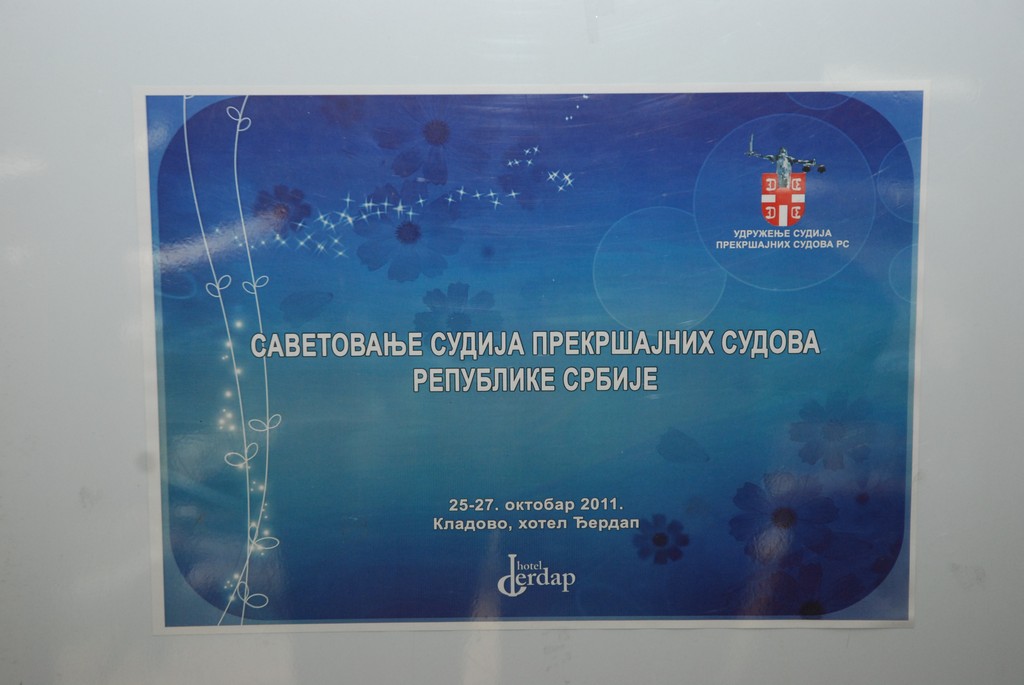 УДРУЖЕЊЕ СУДИЈА
ПРЕКРШАЈНИХ СУДОВА РС
САВЕТОВАЊЕ СУДИЈА ПРЕКРШАЈНИХ СУДОВА
РЕПУБЛИКЕ СРБИЈЕ
25-27. октобар 2011.
Кладово, хотел Ђердап
hotel
Djerdap